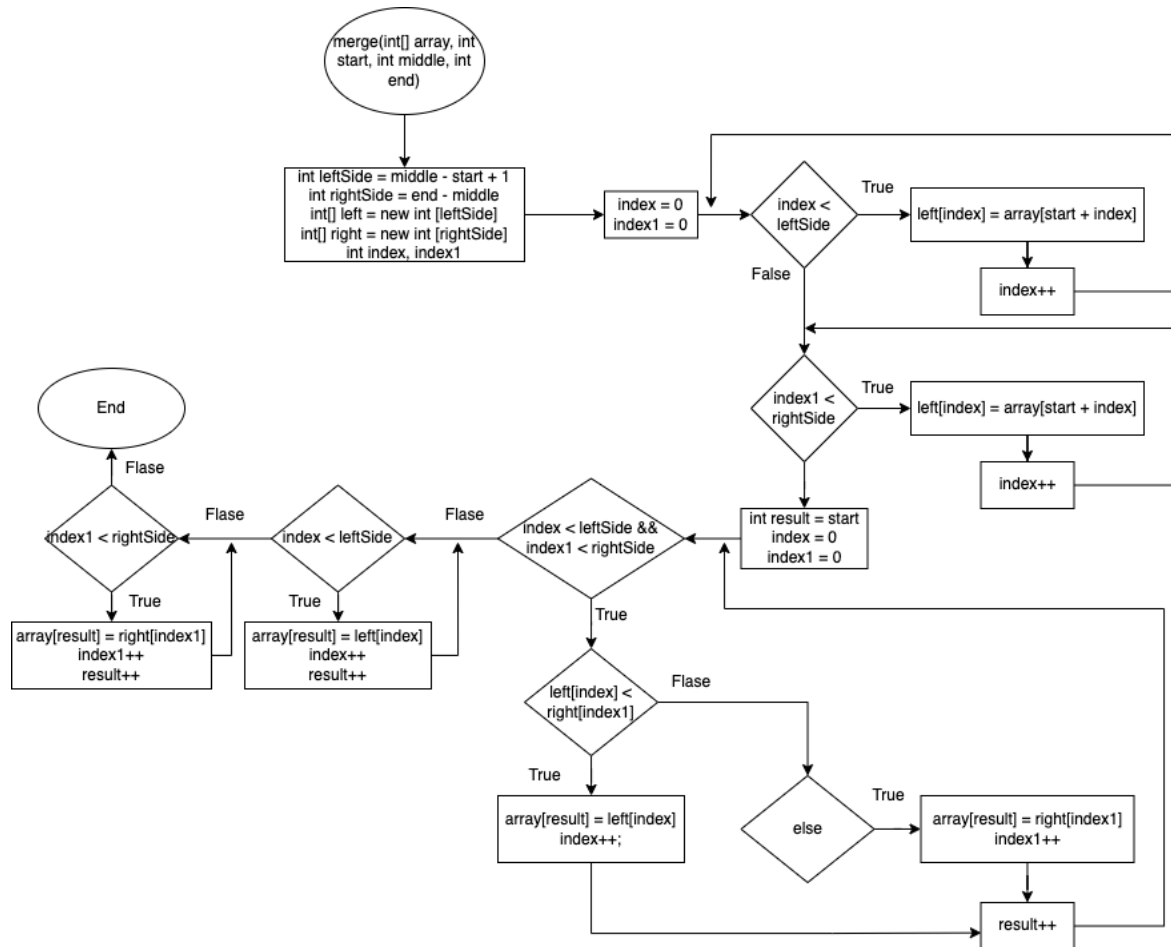 merge(int[] array, int
start, int middle, int
end)
int leftSide = middle - start + 1
int rightSide = end - middle
int[] left = new int [leftSide]
int[] right = new int [rightSide]
int index, index1
index = 0
index1 = 0
index <
leftSide
True
left[index] = array[start + index]
index++
False
index1 <
rightSide
True
left[index] = array[start + index]
index++
int result = start
index = 0
index1 = 0
index < leftSide &&
index1 < rightSide
Flase
index < leftSide
Flase
index1 < rightSide
Flase
End
True
array[result] = right[index1]
index1++
result++
True
array[result] = left[index]
index++
result++
True
left[index] <
right[index1]
Flase
True
array[result] = left[index]
index++;
else
True
array[result] = right[index1]
index1++
result++